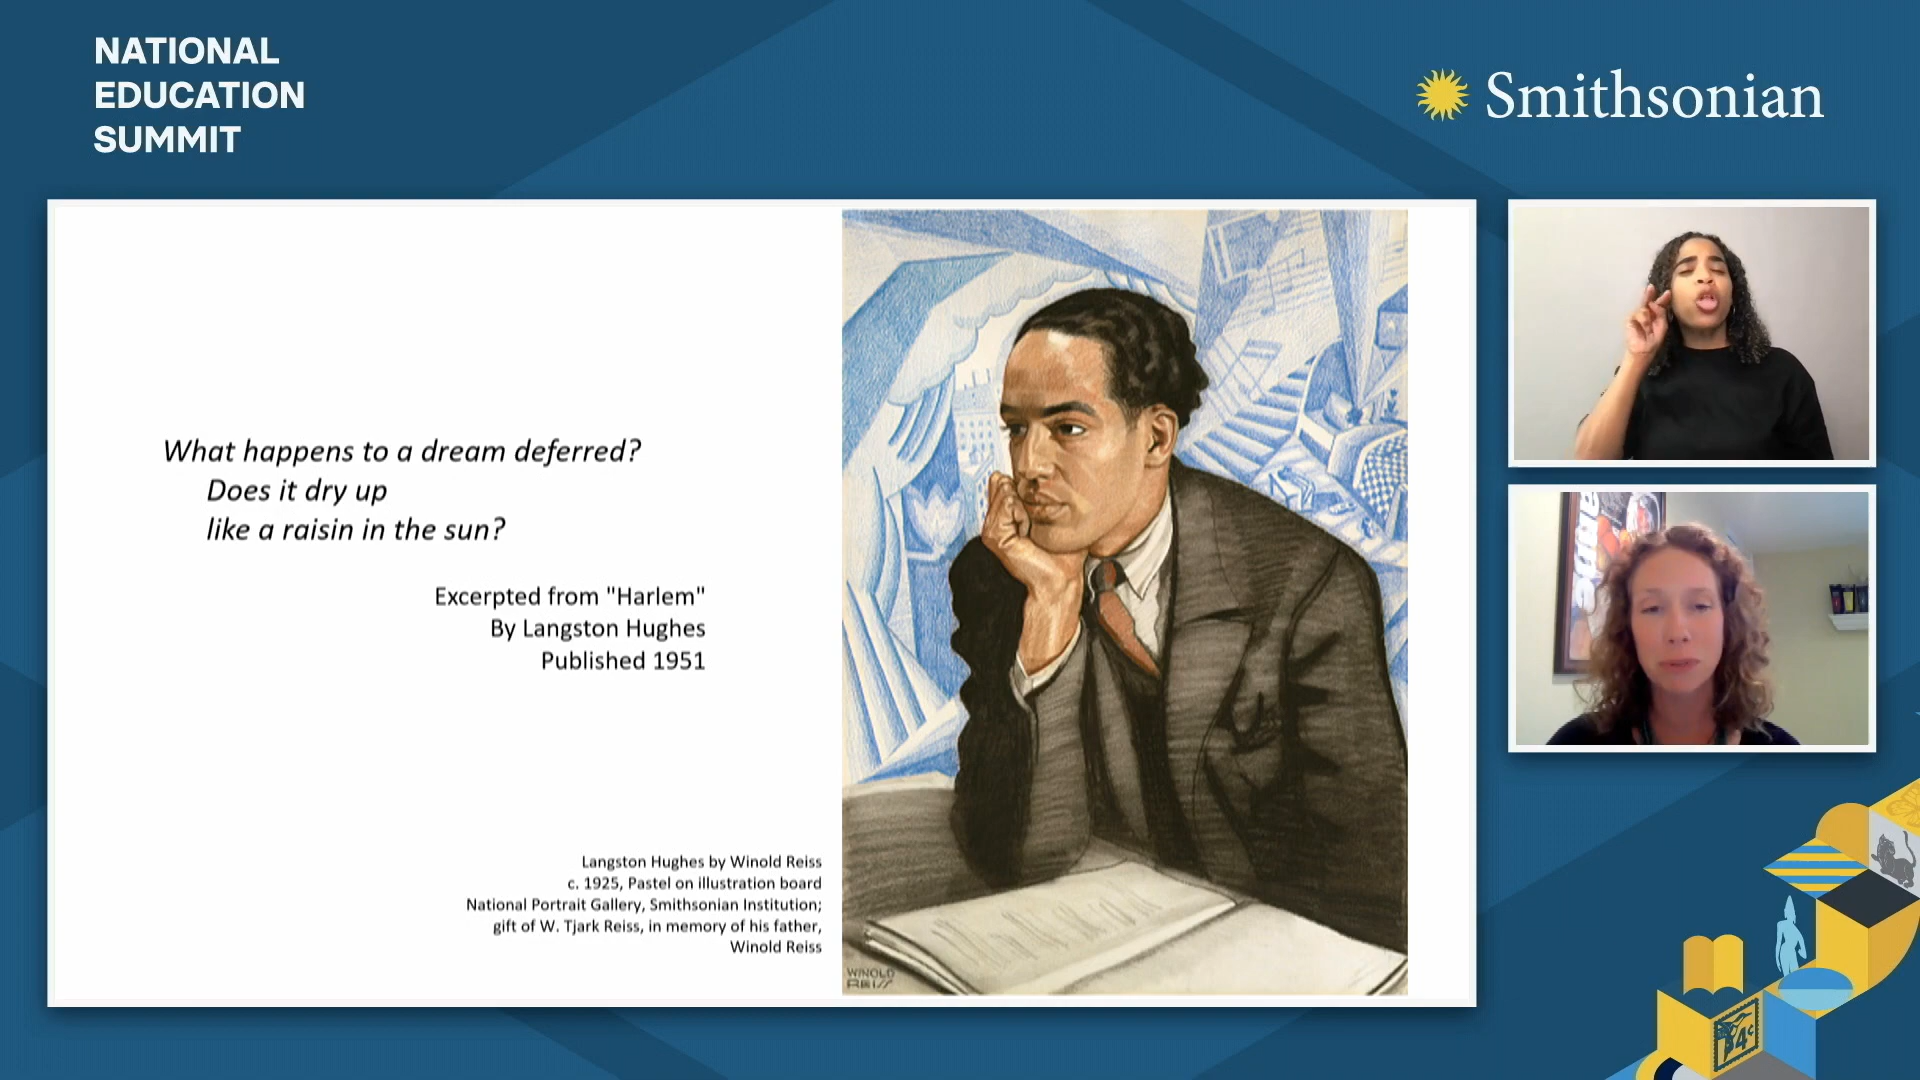 NATIONAL
EDUCATION
SUMMIT
Smithsonian
What happens to a dream deferred?
Does it dry up
like a raisin in the sun?
Excerpted from "Harlem"
By Langston Hughes
Published 1951
Langston Hughes by Winold Reiss
c. 1925, Pastel on illustration board
National Portrait Gallery, Smithsonian Institution;
gift of W. Tjark Reiss, in memory of his father,
Winold Reiss
WINOLD
REISS
4¢